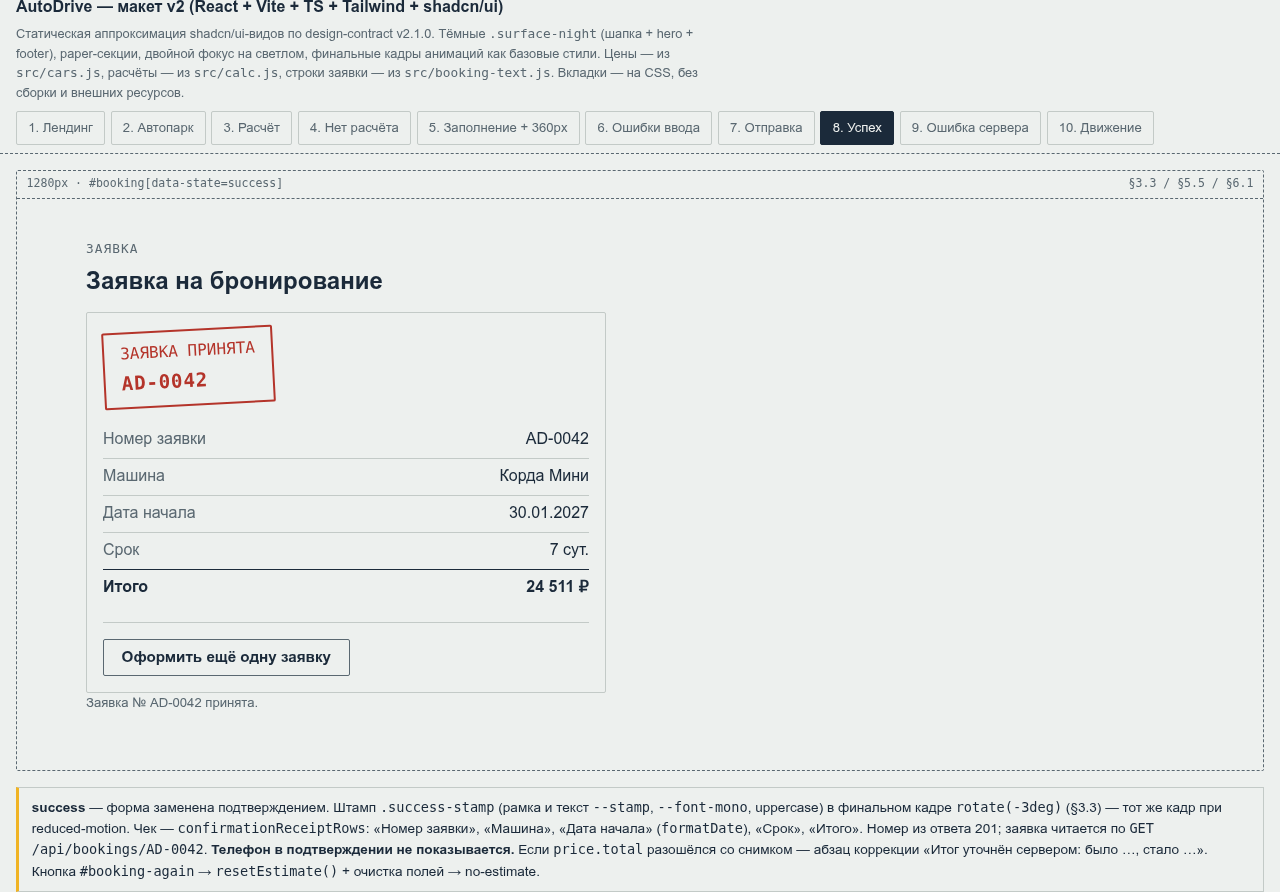 AutoDrive — макет v2 (React + Vite + TS + Tailwind + shadcn/ui)
Статическая аппроксимация shadcn/ui-видов по design-contract v2.1.0. Тёмные .surface-night (шапка + hero +
footer), paper-секции, двойной фокус на светлом, финальные кадры анимаций как базовые стили. Цены — из
src/cars.js, расчёты — из src/calc.js, строки заявки — из src/booking-text.js. Вкладки — на CSS, без
сборки и внешних ресурсов.
1. Лендинг 2. Автопарк 3. Расчёт 4. Нет расчёта 5. Заполнение + 360px 6. Ошибки ввода 7. Отправка 8. Успех 9. Ошибка сервера 10. Движение
1280px · #booking[data-state=success] §3.3 / §5.5 / §6.1
ЗАЯВКА
Заявка на бронирование
ЗАЯВКА ПРИНЯТА
AD-0042
Номер заявки AD-0042
Машина Корда Мини
Дата начала 30.01.2027
Срок 7 сут.
Итого 24 511 ₽
Оформить ещё одну заявку
Заявка № AD-0042 принята.
success — форма заменена подтверждением. Штамп .success-stamp (рамка и текст --stamp, --font-mono, uppercase) в финальном кадре rotate(-3deg) (§3.3) — тот же кадр при
reduced-motion. Чек — confirmationReceiptRows: «Номер заявки», «Машина», «Дата начала» (formatDate), «Срок», «Итого». Номер из ответа 201; заявка читается по GET
/api/bookings/AD-0042. Телефон в подтверждении не показывается. Если price.total разошёлся со снимком — абзац коррекции «Итог уточнён сервером: было …, стало …».
Кнопка #booking-again → resetEstimate() + очистка полей → no-estimate.